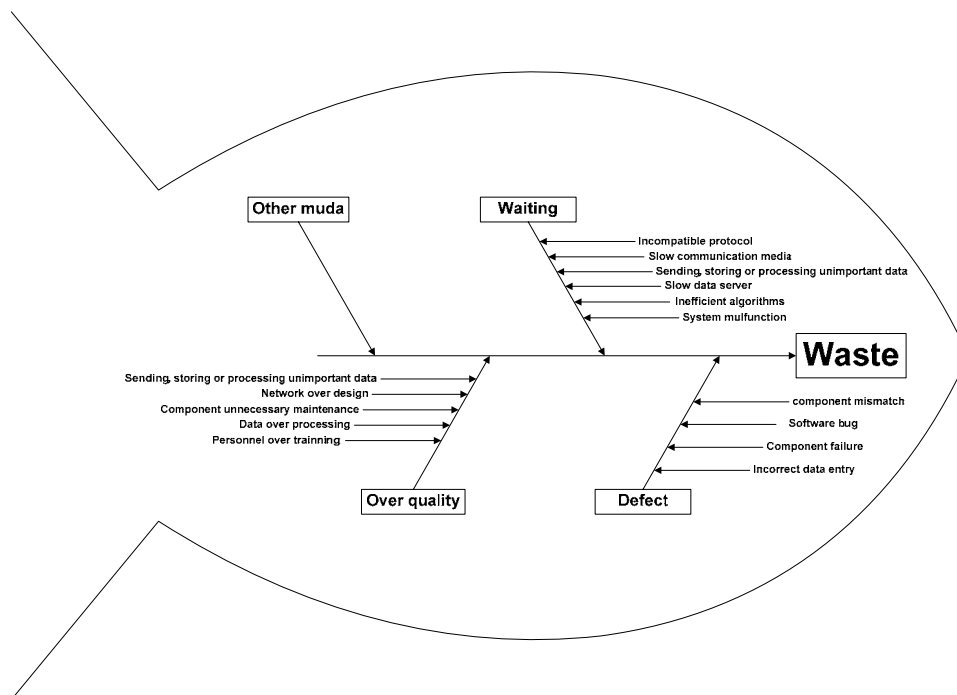 Other muda
Waiting
Incompatible protocol
Slow communication media
Sending, storing or processing unimportant data
Slow data server
Inefficient algorithms
System mulfunction
Waste
Sending, storing or processing unimportant data
Network over design
Component unnecessary maintenance
Data over processing
Personnel over trainning
component mismatch
Software bug
Component failure
Incorrect data entry
Over quality
Defect